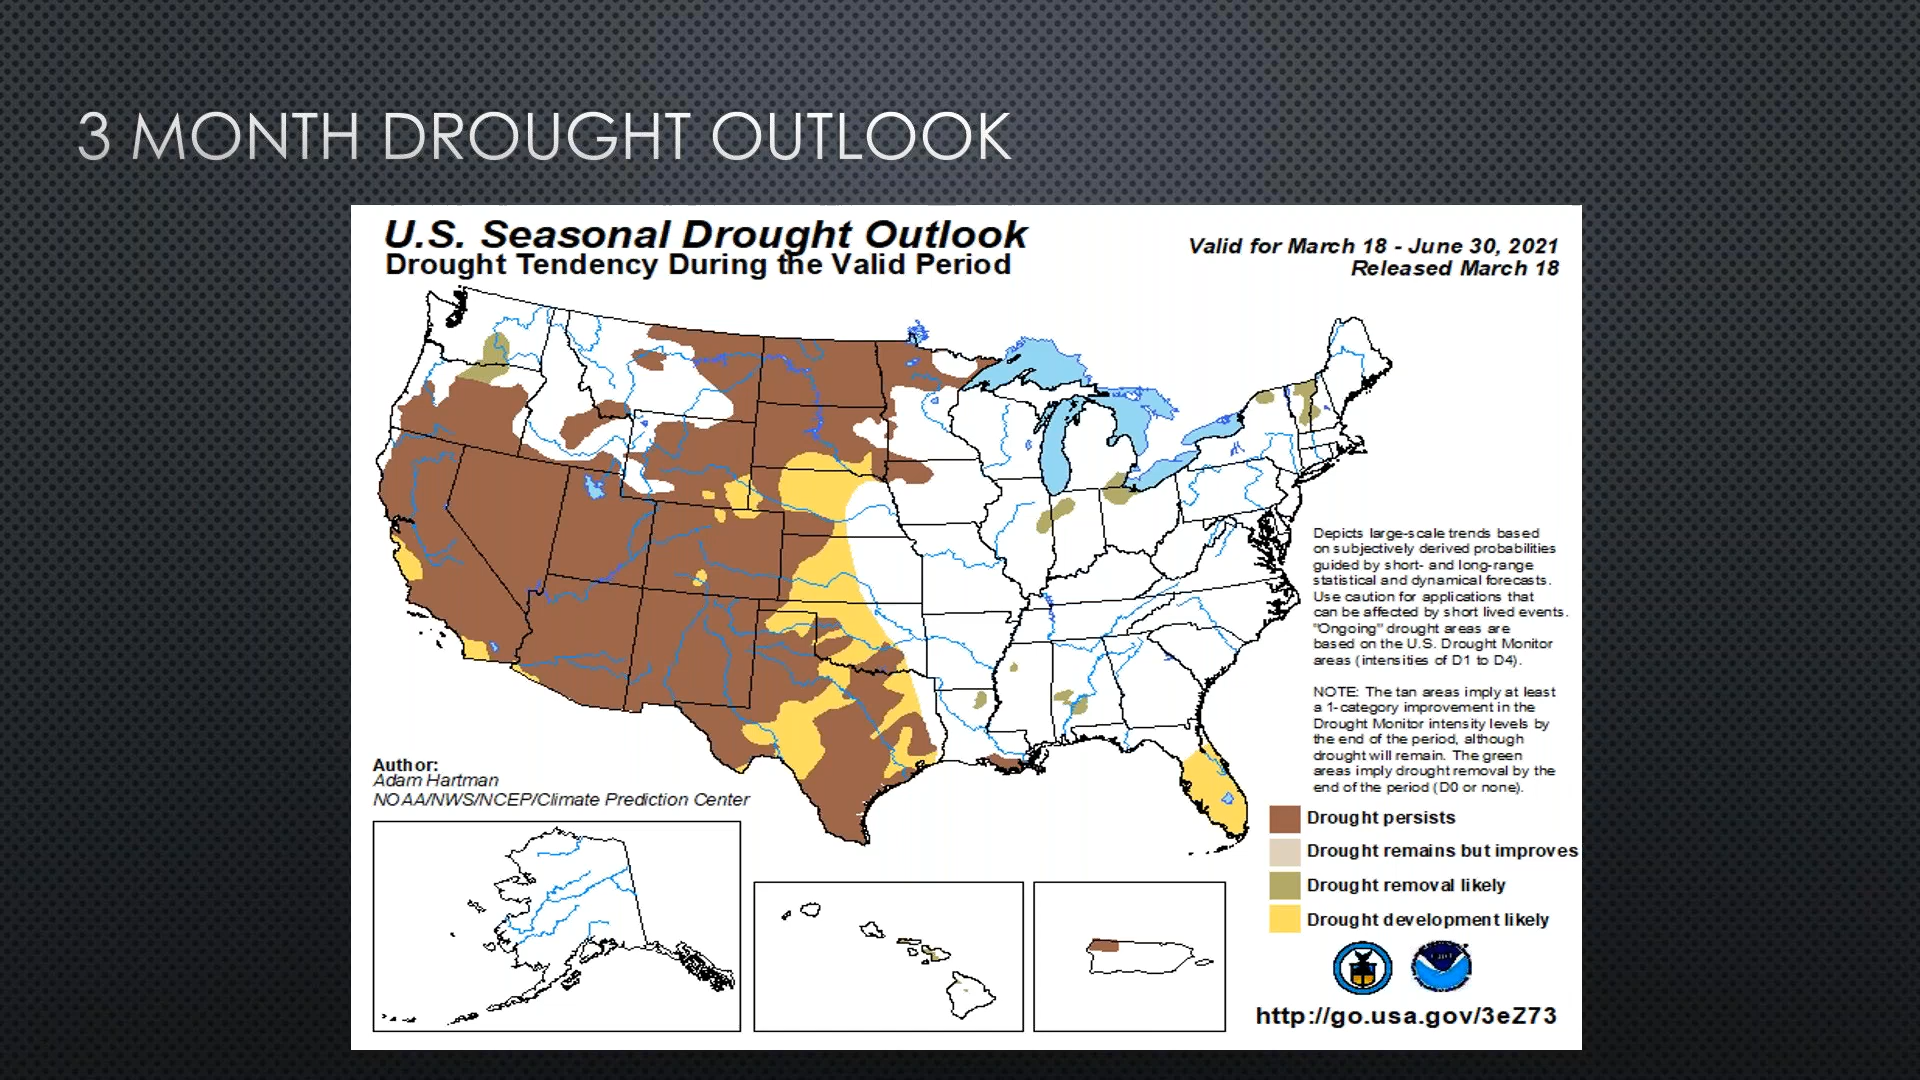 3 MONTH DROUGHT OUTLOOK
U.S. Seasonal Drought Outlook
Drought Tendency During the Valid Period
Valid for March 18 - June 30, 2021
Released March 18
Depicts large-scale trends based
on subjectively derived probabilities
guided by short- and long-range
statistical and dynamical forecasts.
Use caution for applications that
can be affected by short lived events.
"Ongoing" drought areas are
based on the U.S. Drought Monitor
areas (intensities of D1 to D4).
NOTE: The tan areas imply at least
a 1-category improvement in the
Drought Monitor intensity levels by
the end of the period, although
drought will remain. The green
areas imply drought removal by the
end of the period (D0 or none).
Author:
Adam Hartman
NOAA/NWS/NCEP/Climate Prediction Center
Drought persists
Drought remains but improves
Drought removal likely
Drought development likely
http://go.usa.gov/3eZ73